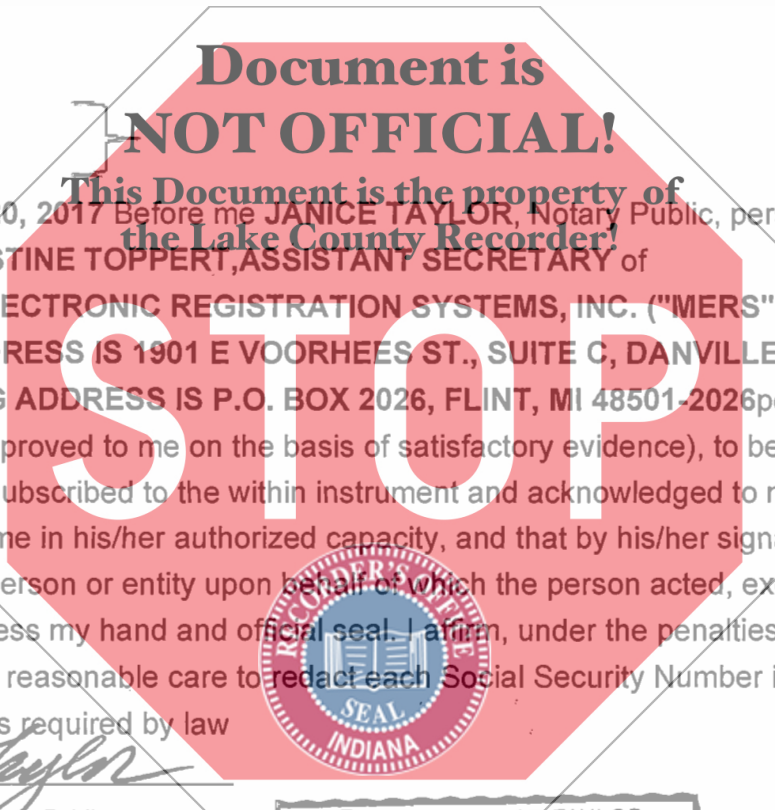 Document is
NOT OFFICIAL!
This Document is the property of
the Lake County Recorder!
0, 2017 Before me JANICE TAYLOR, Notary Public, per
TINE TOPPERT,ASSISTANT SECRETARY of
ECTRONIC REGISTRATION SYSTEMS, INC. ("MERS"
RESS IS 1901 E VOORHEES ST., SUITE C, DANVILLE
ADDRESS IS P.O. BOX 2026, FLINT, MI 48501-2026pe
STOP
proved to me on the basis of satisfactory evidence), to be
ubscribed to the within instrument and acknowledged to
me in his/her authorized capacity, and that by his/her signa
erson or entity upon behalf of which the person acted, ex
ess my hand and official seal. I affirm, under the penalties
reasonable care to redact each Social Security Number i
s required by law
RECORDER'S OFFICE
SEAL
INDIANA
Taylor